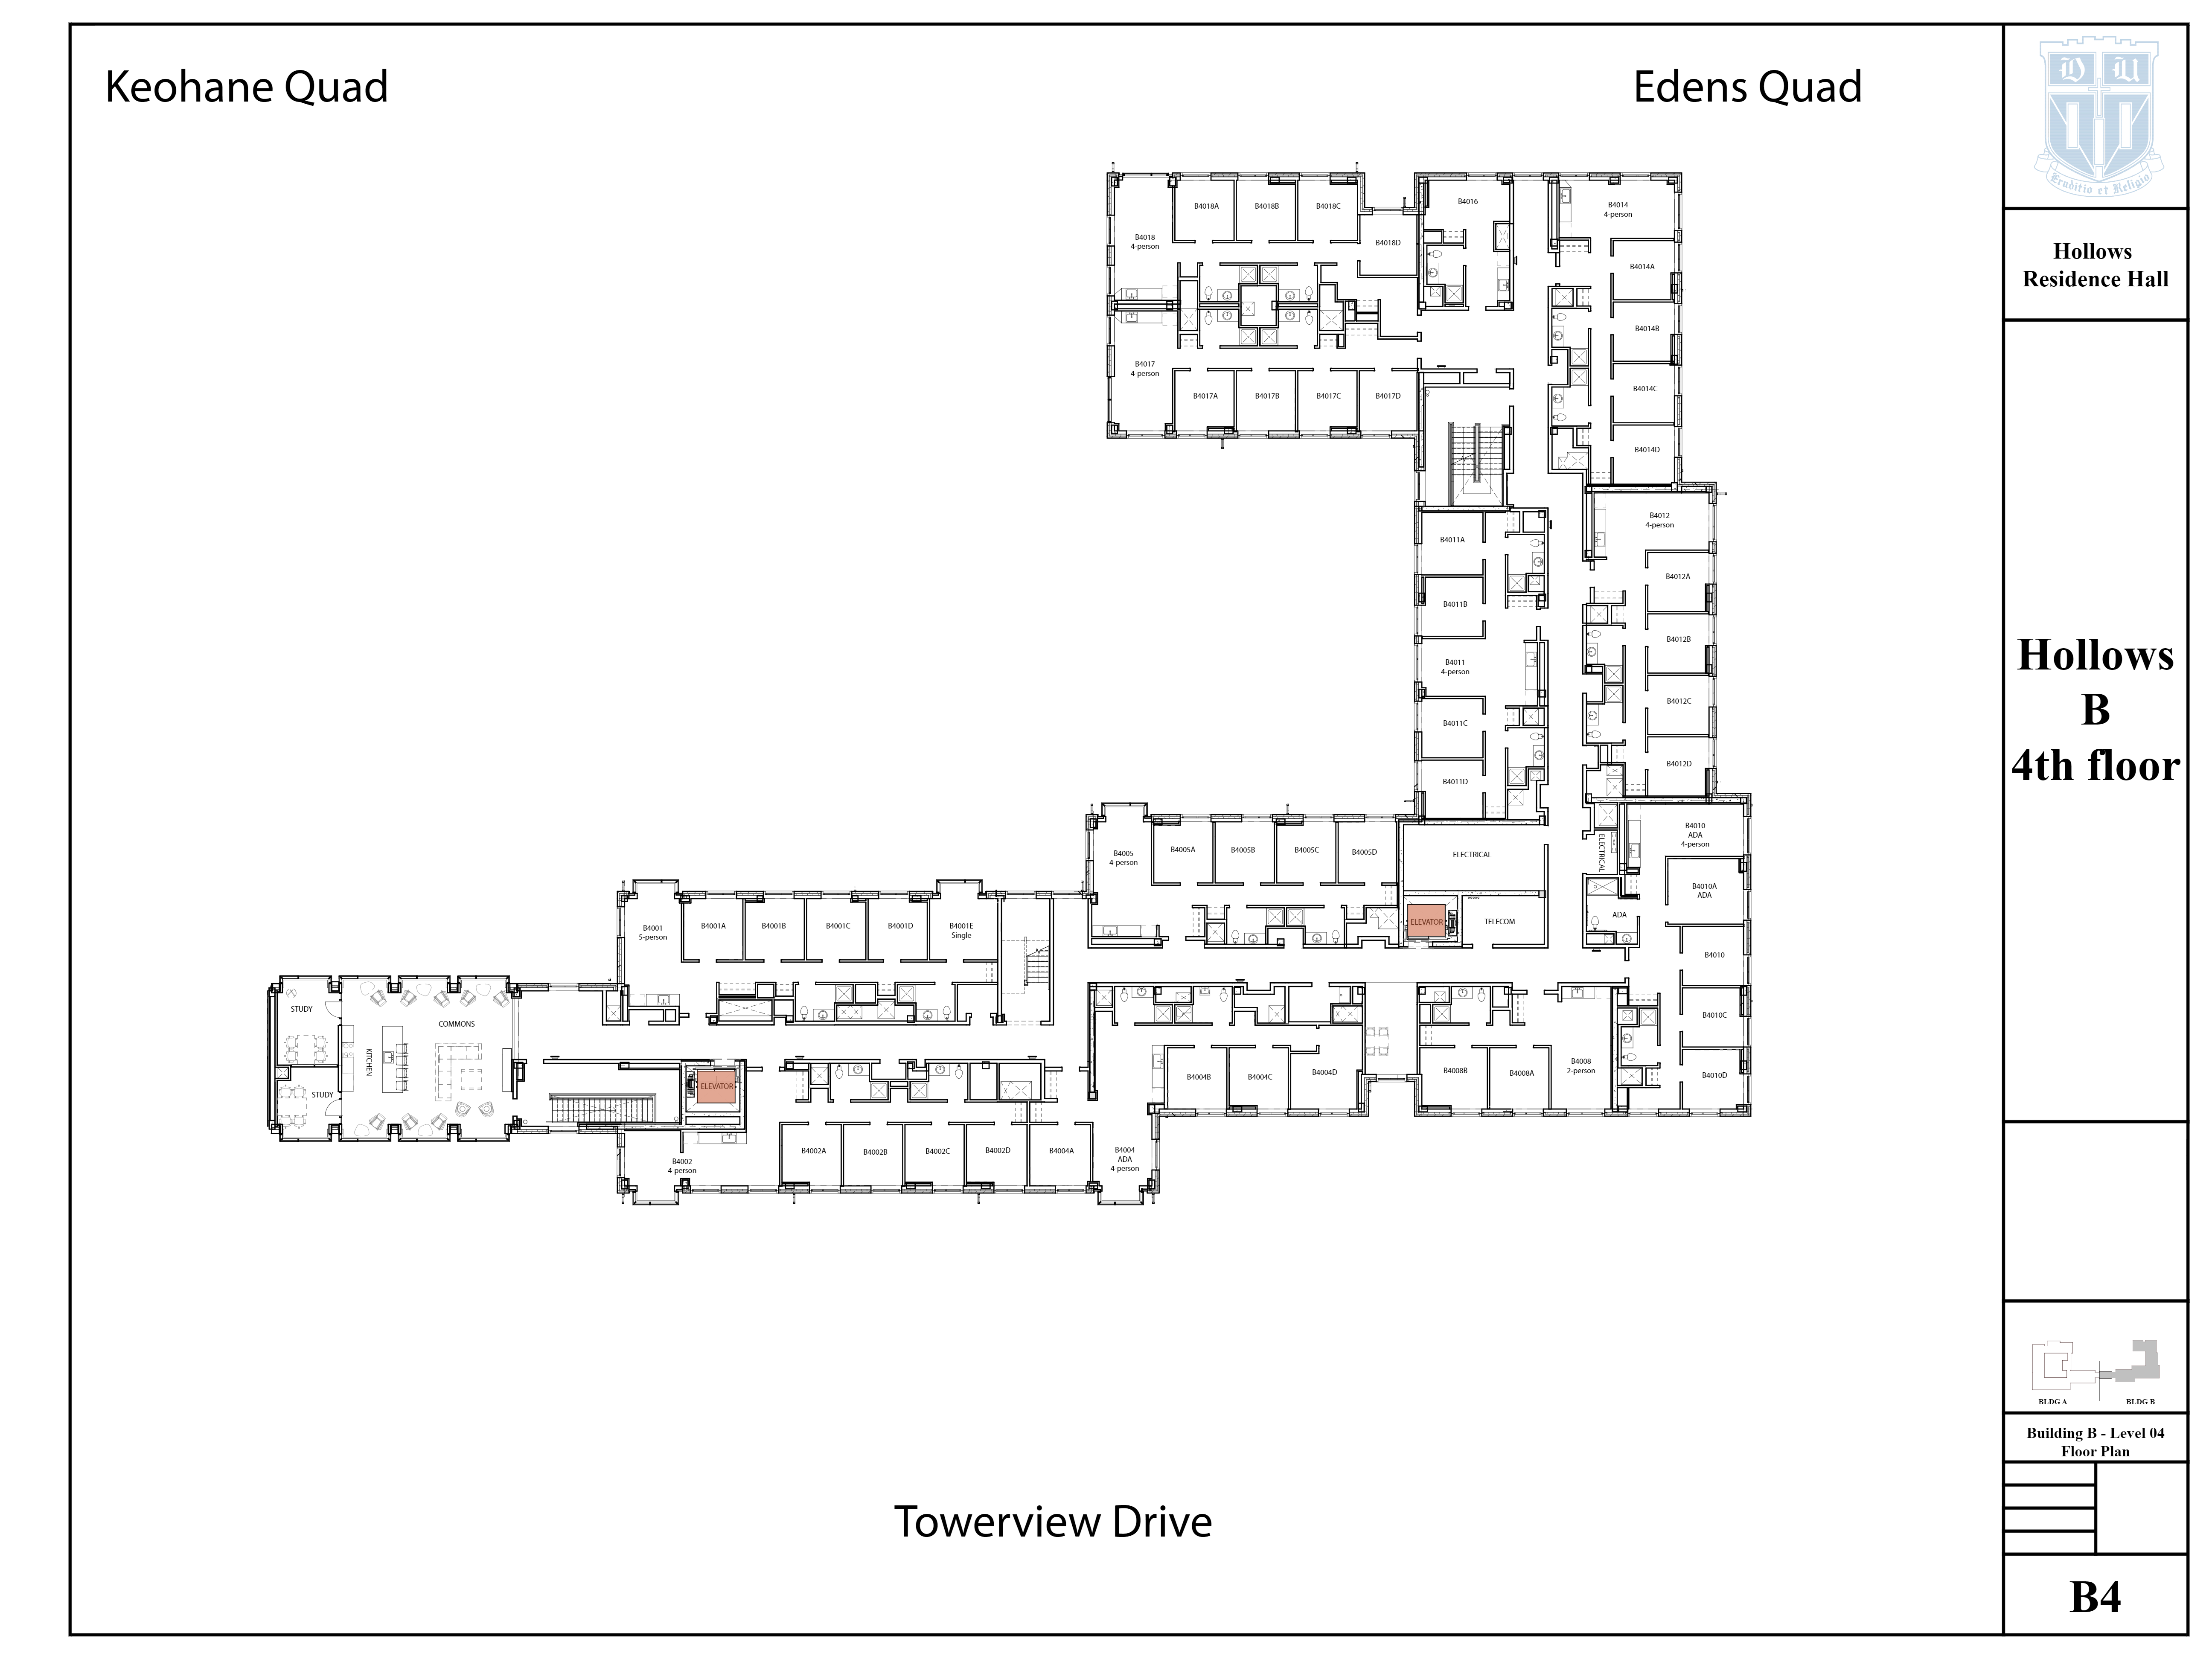 Keohane Quad
Edens Quad
D U
Eruditio et Religio
Hollows
Residence Hall
Hollows
B
4th floor
B4018
4-person
B4018A
B4018B
B4018C
B4018D
B4016
B4014
4-person
B4014A
B4014B
B4014C
B4014D
B4017
4-person
B4017A
B4017B
B4017C
B4017D
B4012
4-person
B4012A
B4012B
B4012C
B4012D
B4011A
B4011B
B4011
4-person
B4011C
B4011D
B4010
ADA
4-person
B4010A
ADA
ELECTRICAL
ADA
B4010
B4010C
B4010D
B4005
4-person
B4005A
B4005B
B4005C
B4005D
ELECTRICAL
ELEVATOR
TELECOM
B4001
5-person
B4001A
B4001B
B4001C
B4001D
B4001E
Single
STUDY
COMMONS
KITCHEN
STUDY
ELEVATOR
B4002
4-person
B4002A
B4002B
B4002C
B4002D
B4004A
B4004
ADA
4-person
B4004B
B4004C
B4004D
B4008B
B4008A
B4008
2-person
Towerview Drive
BLDG A
BLDG B
Building B - Level 04
Floor Plan
B4